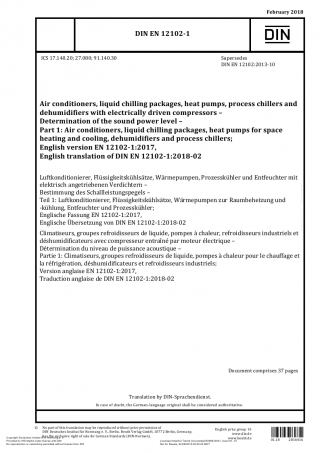 February 2018
DIN EN 12102-1
DIN
ICS 17.140.20; 27.080; 91.140.30
Supersedes
DIN EN 12102:2013-10
Air conditioners, liquid chilling packages, heat pumps, process chillers and
dehumidifiers with electrically driven compressors –
Determination of the sound power level –
Part 1: Air conditioners, liquid chilling packages, heat pumps for space
heating and cooling, dehumidifiers and process chillers;
English version EN 12102-1:2017,
English translation of DIN EN 12102-1:2018-02
Luftkonditionierer, Flüssigkeitskühlsätze, Wärmepumpen, Prozesskühler und Entfeuchter mit
elektrisch angetriebenen Verdichtern –
Bestimmung des Schallleistungspegels –
Teil 1: Luftkonditionierer, Flüssigkeitskühlsätze, Wärmepumpen zur Raumbeheizung und
-kühlung, Entfeuchter und Prozesskühler;
Englische Fassung EN 12102-1:2017,
Englische Übersetzung von DIN EN 12102-1:2018-02
Climatiseurs, groupes refroidisseurs de liquide, pompes à chaleur, refroidisseurs industriels et
déshumidificateurs avec compresseur entraîné par moteur électrique –
Détermination du niveau de puissance acoustique –
Partie 1: Climatiseurs, groupes refroidisseurs de liquide, pompes à chaleur pour le chauffage et
la réfrigération, déshumidificateurs et refroidisseurs industriels;
Version anglaise EN 12102-1:2017,
Traduction anglaise de DIN EN 12102-1:2018-02
Document comprises 37 pages
Translation by DIN-Sprachendienst.
In case of doubt, the German-language original shall be considered authoritative.
No part of this translation may be reproduced without prior permission of
DIN Deutsches Institut für Normung e. V., Berlin. Beuth Verlag GmbH, 10772 Berlin, Germany,
has the exclusive right of sale for German Standards (DIN-Normen).
English price group 16
www.din.de
www.beuth.de